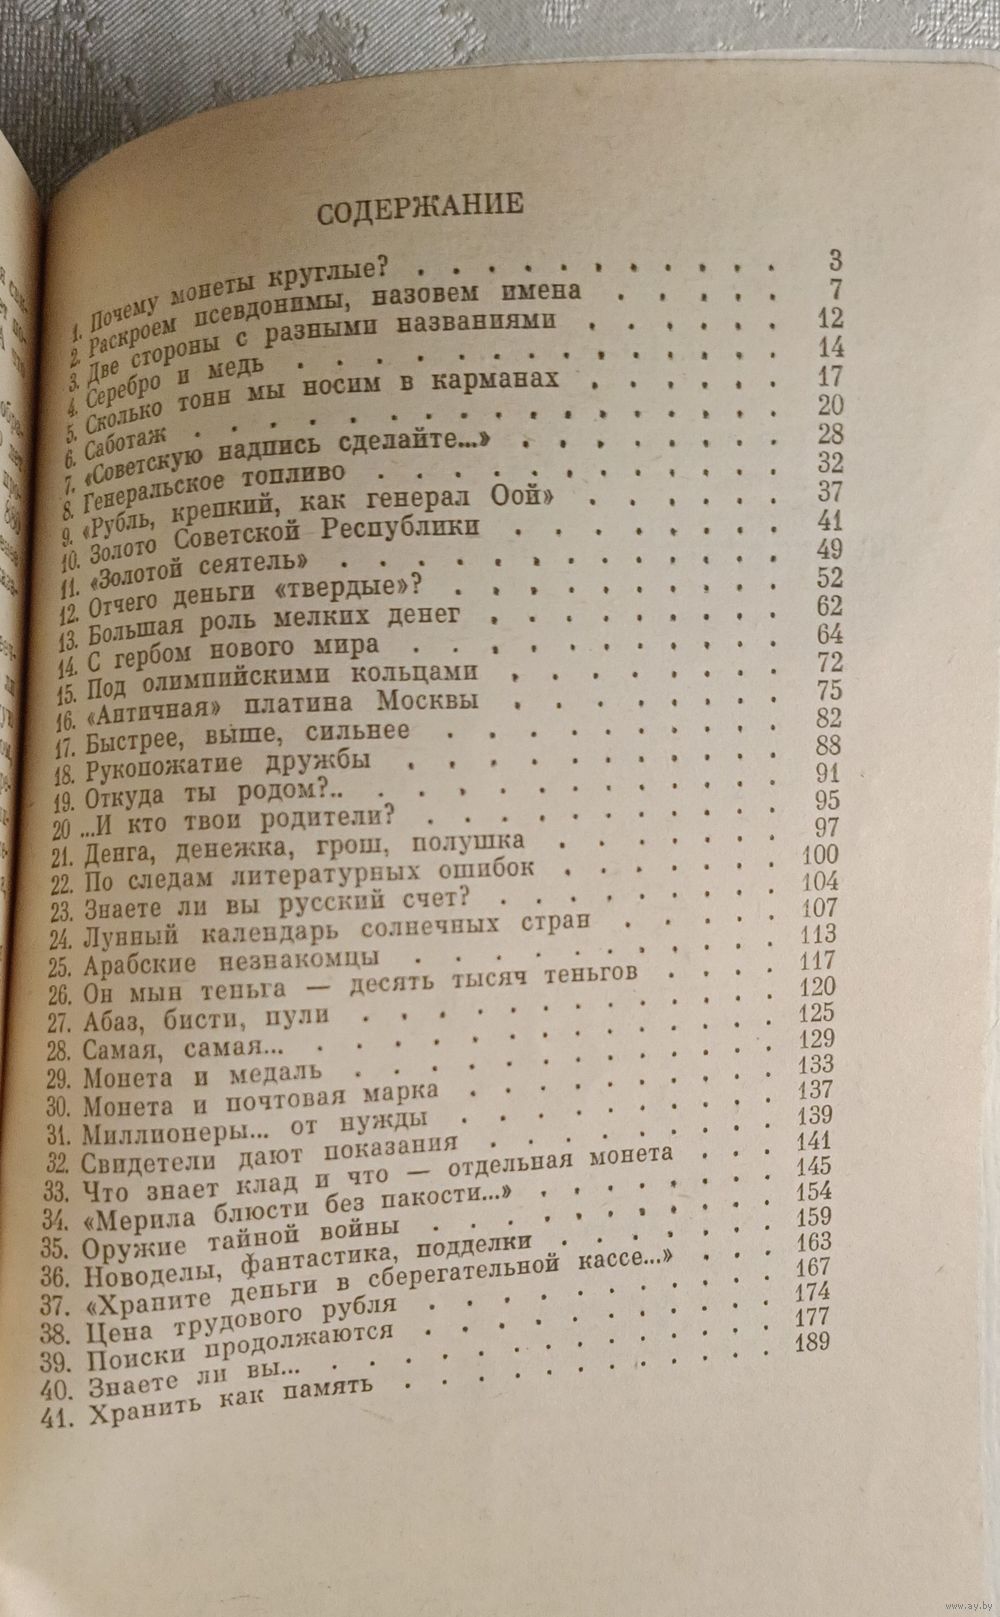 СОДЕРЖАНИЕ
1. Почему монеты круглые? . . . . . . . . . . . 3
2. Раскроем псевдонимы, назовем имена . . . . . 7
3. Две стороны с разными названиями . . . . . . 12
4. Серебро и медь . . . . . . . . . . . . . . 14
5. Сколько тонн мы носим в карманах . . . . . . 17
6. Саботаж . . . . . . . . . . . . . . . . . 20
7. «Советскую надпись сделайте...» . . . . . . . . 28
8. Генеральское топливо . . . . . . . . . . . . 32
9. «Рубль, крепкий, как генерал Оой» . . . . . . 37
10. Золото Советской Республики . . . . . . . . 41
11. «Золотой сеятель» . . . . . . . . . . . . . 49
12. Отчего деньги «твердые»? . . . . . . . . . . 52
13. Большая роль мелких денег . . . . . . . . . 62
14. С гербом нового мира . . . . . . . . . . . 64
15. Под олимпийскими кольцами . . . . . . . . 72
16. «Античная» платина Москвы . . . . . . . . 75
17. Быстрее, выше, сильнее . . . . . . . . . . 82
18. Рукопожатие дружбы . . . . . . . . . . . 88
19. Откуда ты родом?.. . . . . . . . . . . . . 91
20 ...И кто твои родители? . . . . . . . . . . 95
21. Денга, денежка, грош, полушка . . . . . . . 97
22. По следам литературных ошибок . . . . . . 100
23. Знаете ли вы русский счет? . . . . . . . . 104
24. Лунный календарь солнечных стран . . . . . 107
25. Арабские незнакомцы . . . . . . . . . . 113
26. Он мын теньга — десять тысяч теньгов . . . . 117
27. Абаз, бисти, пули . . . . . . . . . . . . 120
28. Самая, самая... . . . . . . . . . . . . . 125
29. Монета и медаль . . . . . . . . . . . . 129
30. Монета и почтовая марка . . . . . . . . . 133
31. Миллионеры... от нужды . . . . . . . . . 137
32. Свидетели дают показания . . . . . . . . 139
33. Что знает клад и что — отдельная монета . . . 141
34. «Мерила блюсти без пакости...» . . . . . . . 145
35. Оружие тайной войны . . . . . . . . . . 154
36. Новоделы, фантастика, подделки . . . . . . 159
37. «Храните деньги в сберегательной кассе...» . . . 163
38. Цена трудового рубля . . . . . . . . . . 167
39. Поиски продолжаются . . . . . . . . . . 174
40. Знаете ли вы... . . . . . . . . . . . . . 177
41. Хранить как память . . . . . . . . . . . 189
www.ay.by